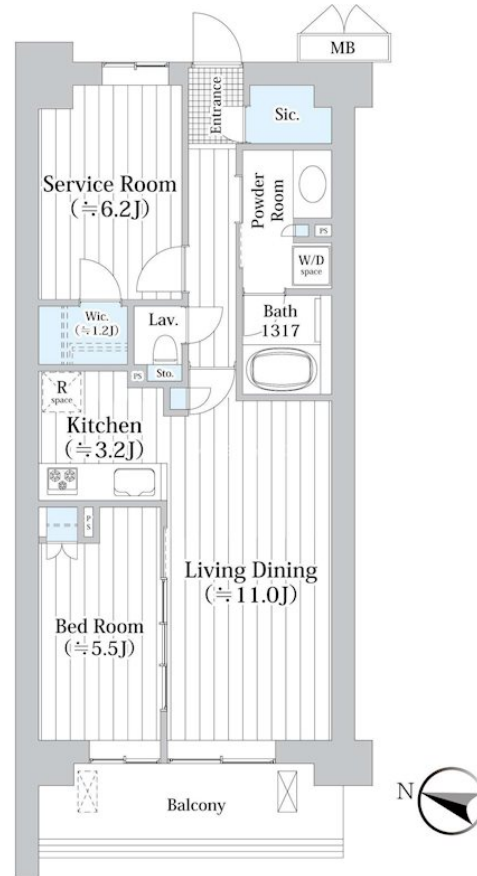 MB
Entrance
Sic.
Service Room
(≒6.2J)
Powder
Room
PS
W/D
space
Wic.
(≒1.2J)
Lav.
Bath
1317
PS
Sto.
R
space
Kitchen
(≒3.2J)
PS
Living Dining
(≒11.0J)
Bed Room
(≒5.5J)
Balcony
N